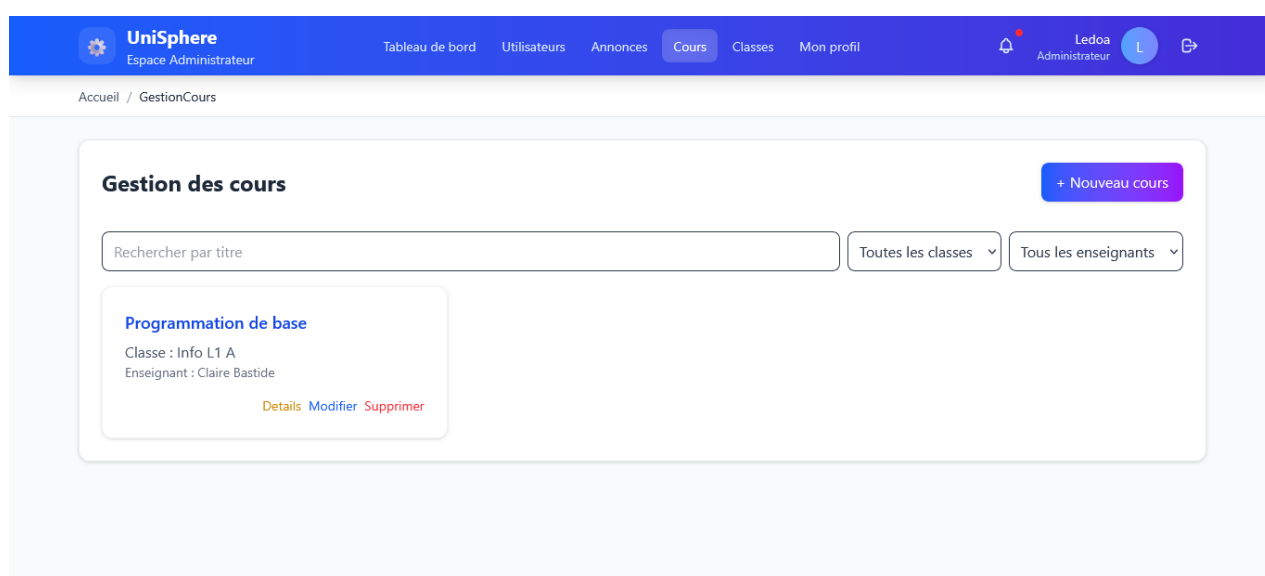 UniSphere
Espace Administrateur
Tableau de bord Utilisateurs Annonces Cours Classes Mon profil
Ledoa
Administrateur
L
Accueil / GestionCours
Gestion des cours
+ Nouveau cours
Rechercher par titre
Toutes les classes
Tous les enseignants
Programmation de base
Classe : Info L1 A
Enseignant : Claire Bastide
Details Modifier Supprimer